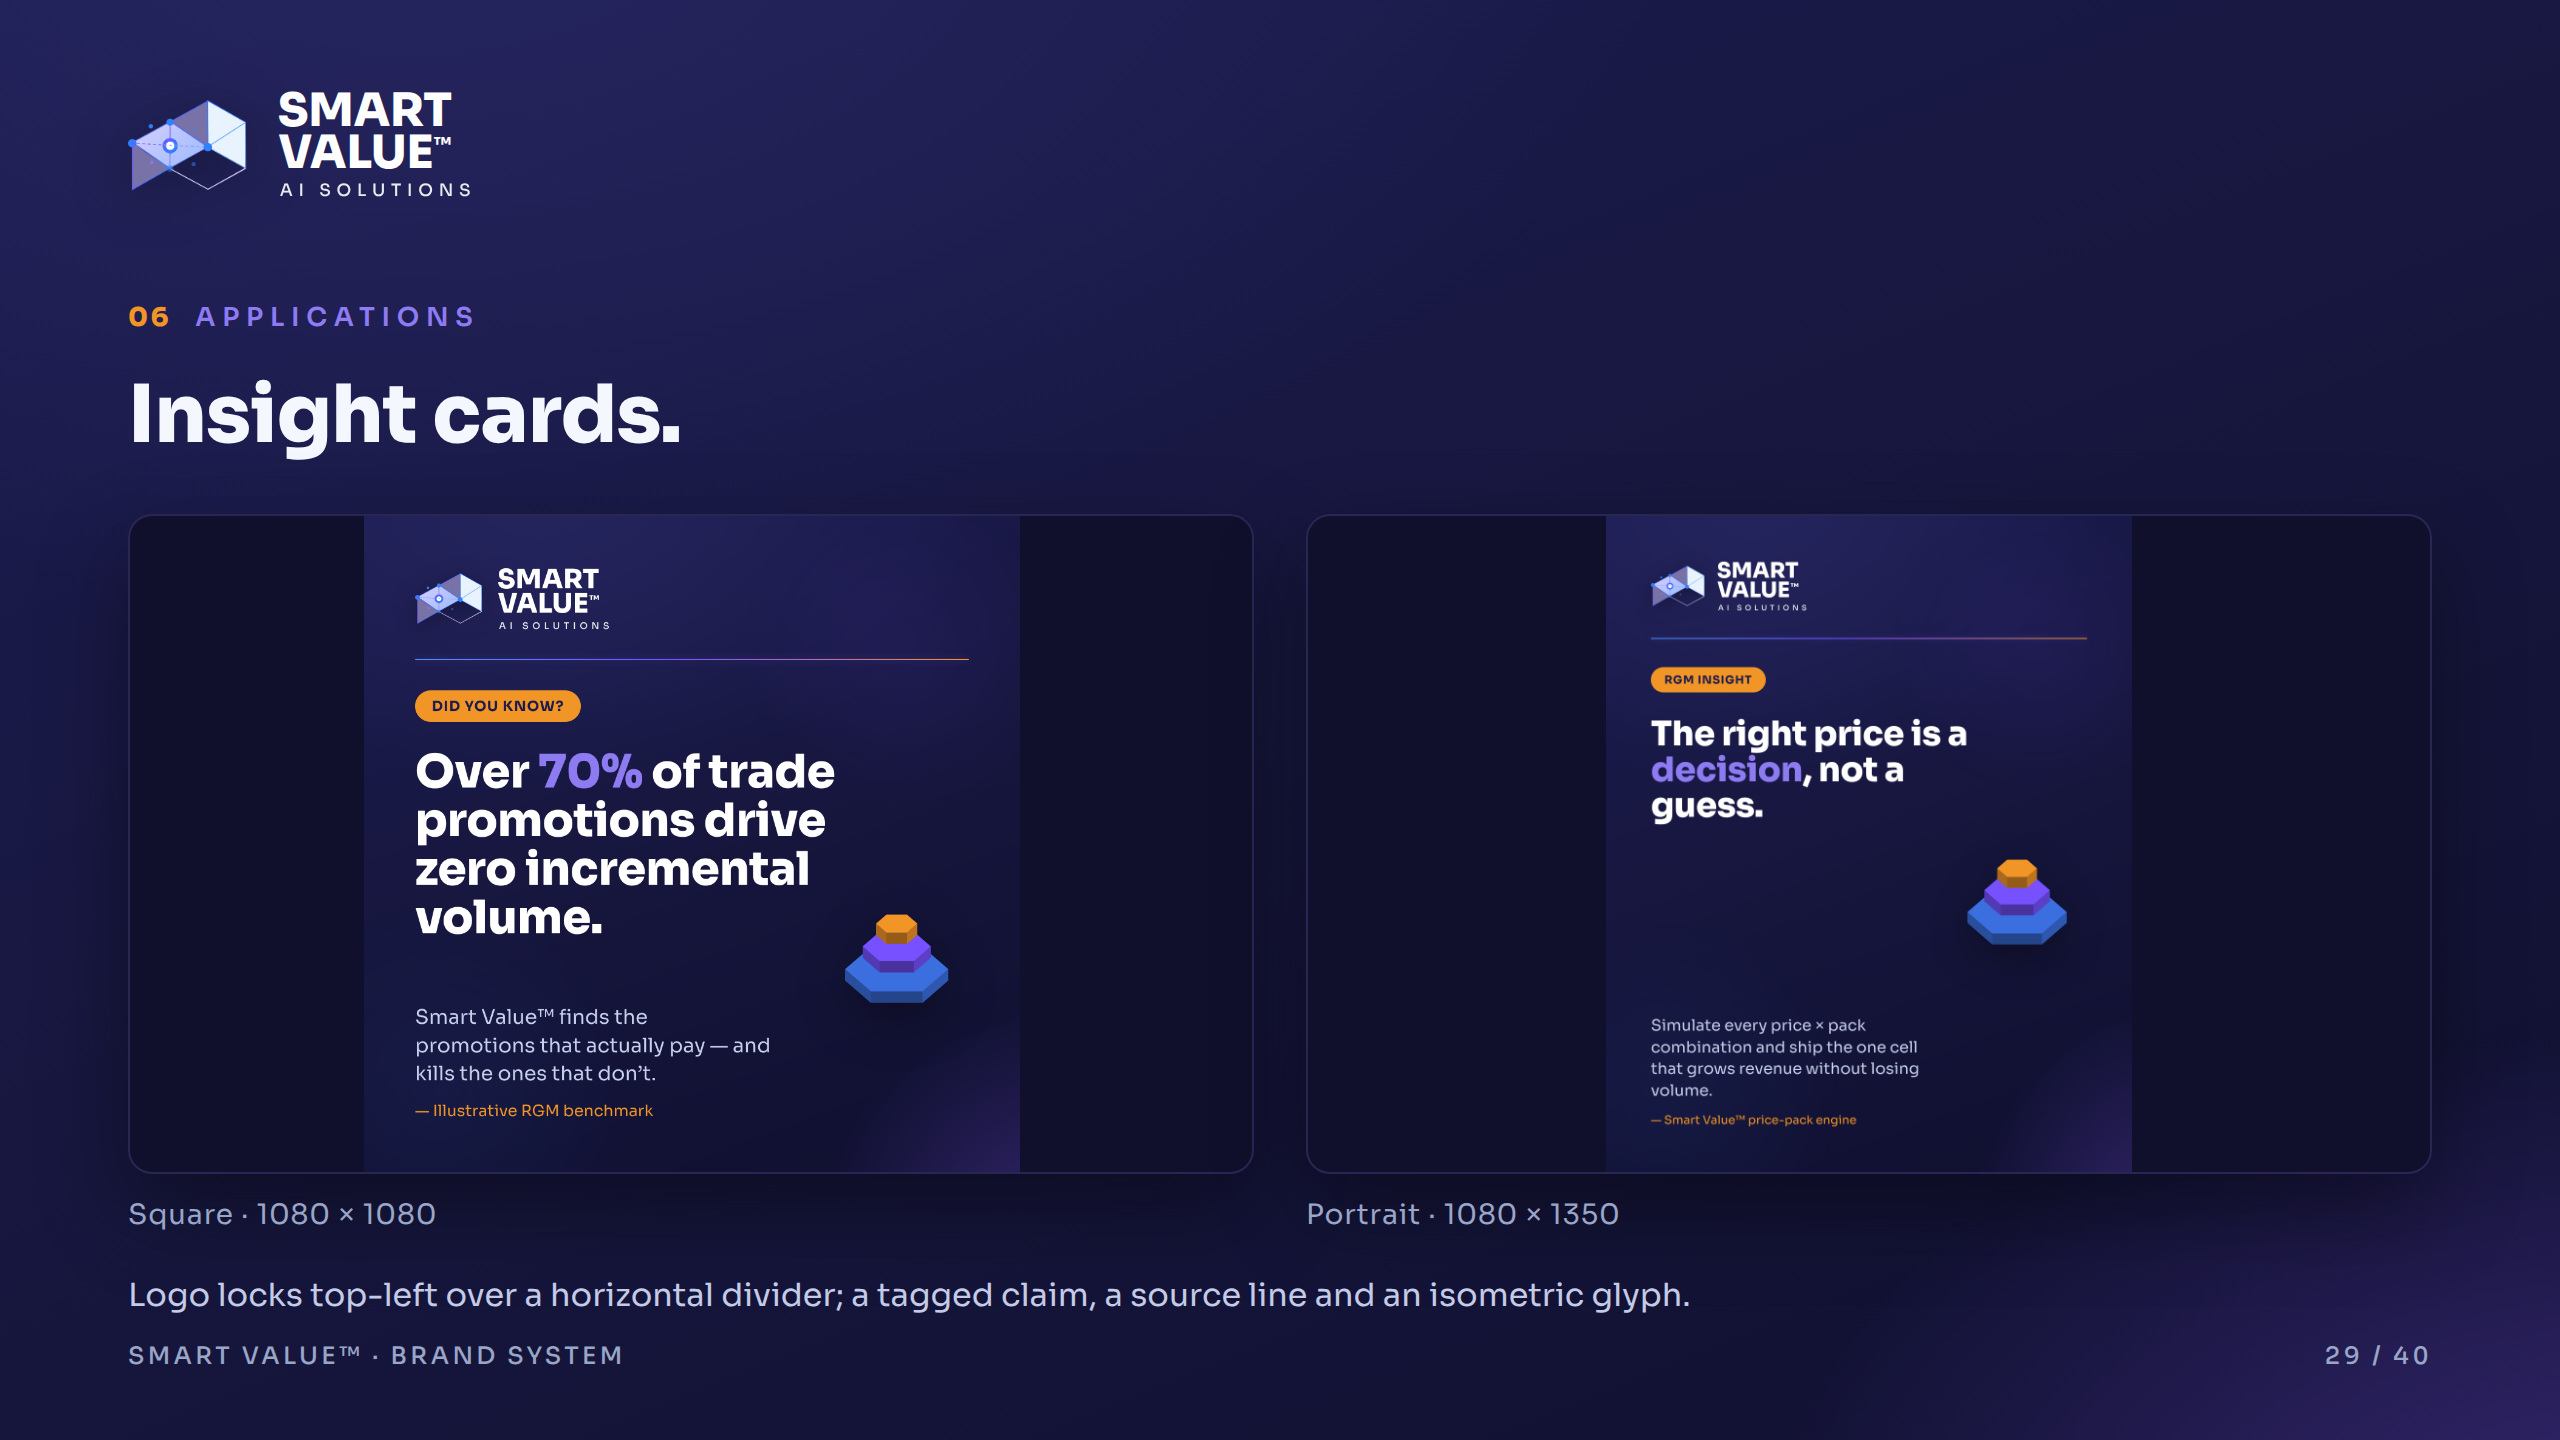 SMART
VALUE™
AI SOLUTIONS
06 APPLICATIONS
Insight cards.
SMART
VALUE™
AI SOLUTIONS
DID YOU KNOW?
Over 70% of trade
promotions drive
zero incremental
volume.
Smart Value™ finds the
promotions that actually pay — and
kills the ones that don’t.
— Illustrative RGM benchmark
SMART
VALUE™
AI SOLUTIONS
RGM INSIGHT
The right price is a
decision, not a
guess.
Simulate every price × pack
combination and ship the one cell
that grows revenue without losing
volume.
— Smart Value™ price-pack engine
Square · 1080 × 1080
Portrait · 1080 × 1350
Logo locks top-left over a horizontal divider; a tagged claim, a source line and an isometric glyph.
SMART VALUE™ · BRAND SYSTEM
29 / 40